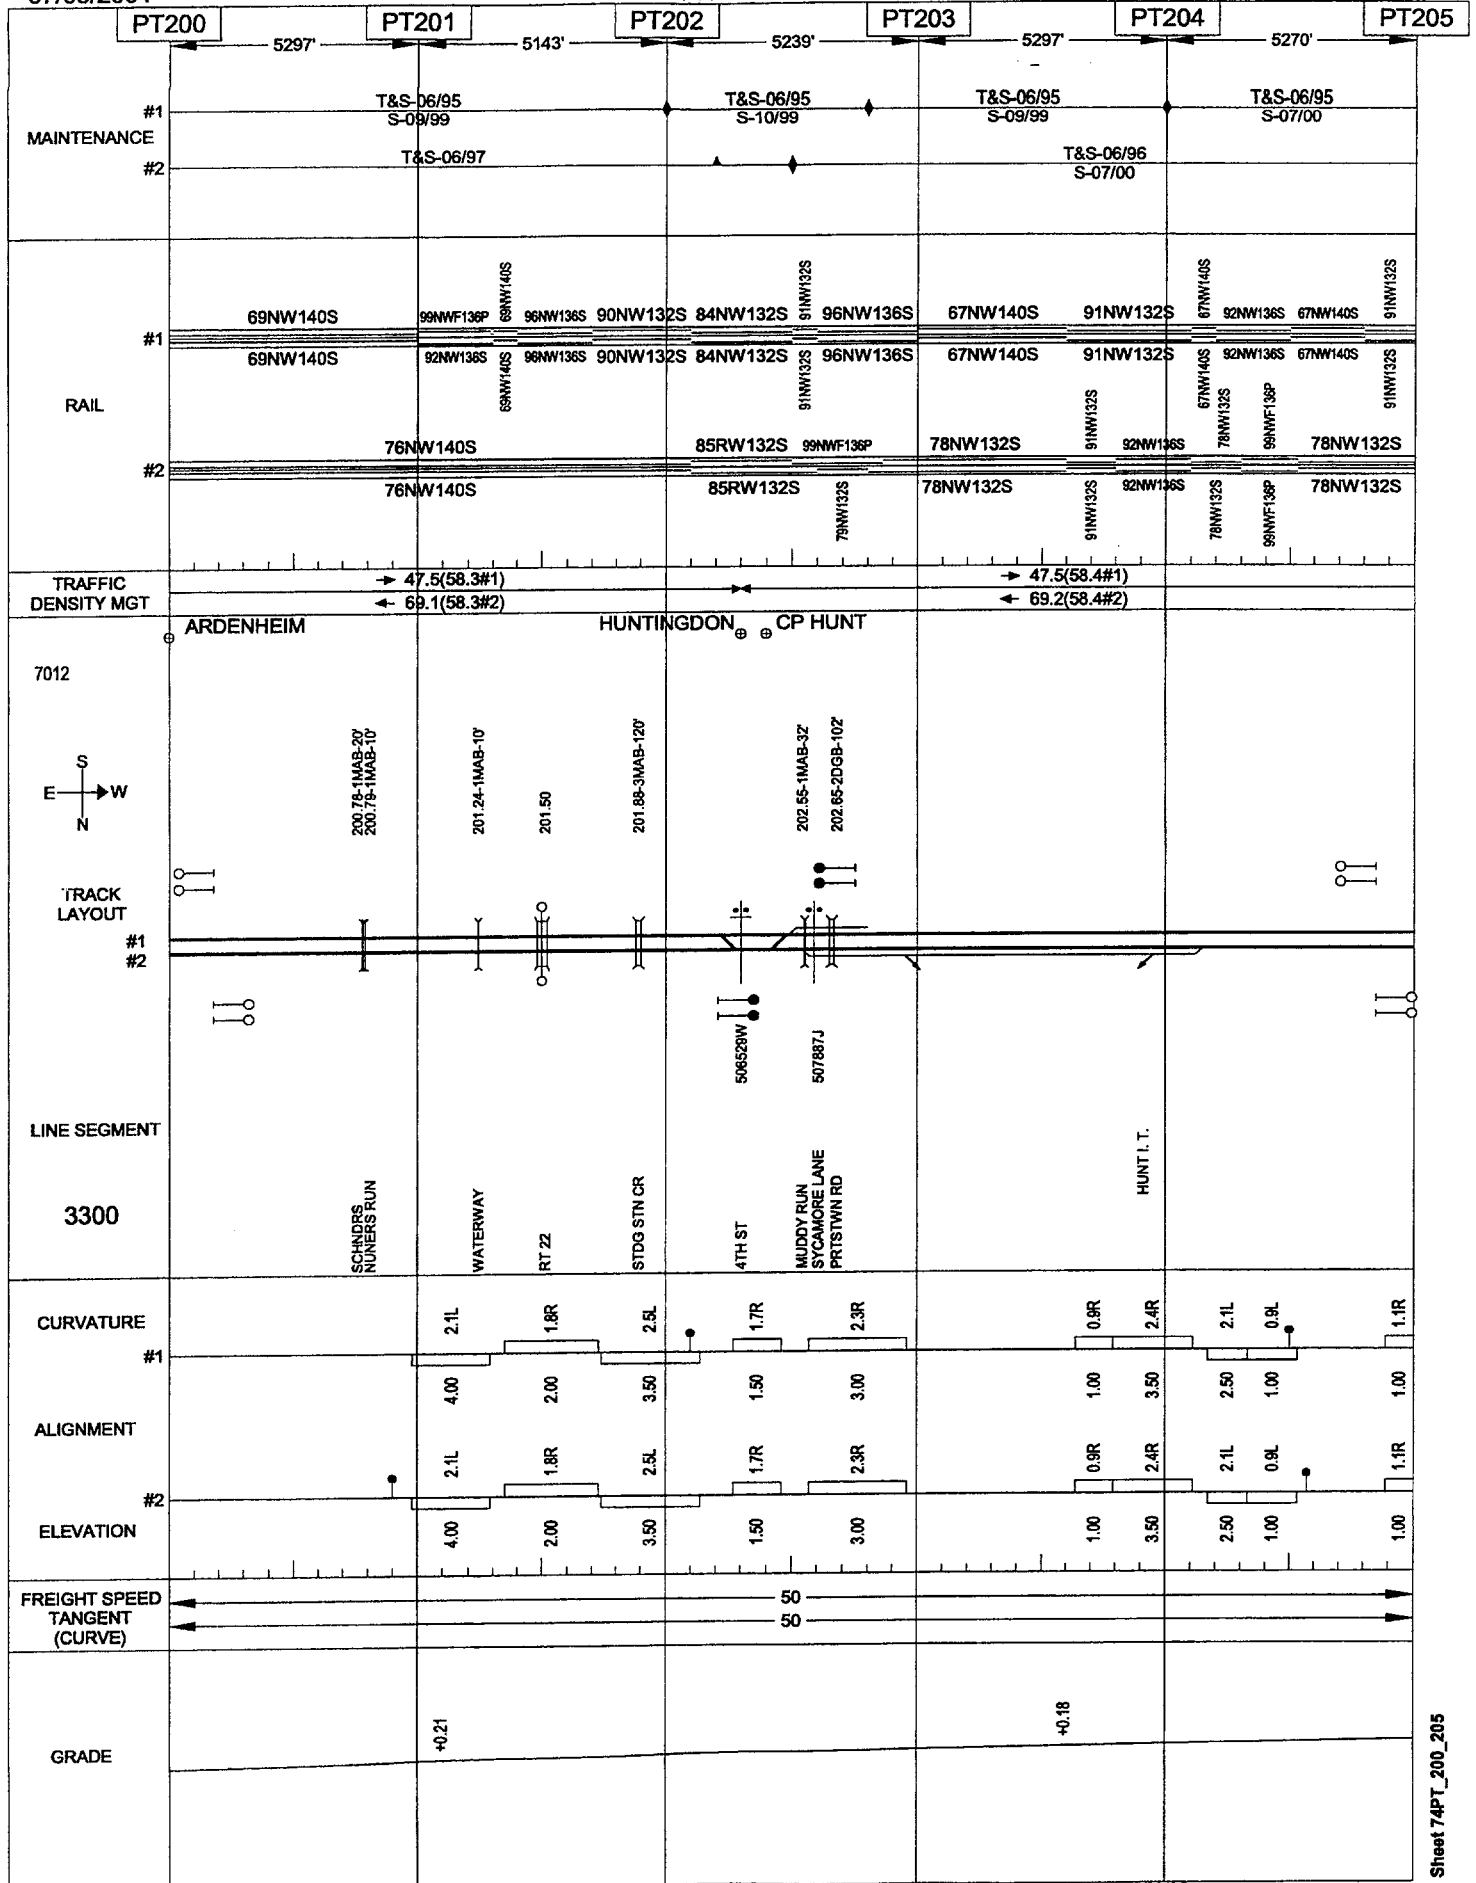 PT200 PT201 PT202 PT203 PT204 PT205
5297' 5143' 5239' 5297' 5270'
MAINTENANCE
#1
T&S-06/95 T&S-06/95 T&S-06/95 T&S-06/95
S-09/99 S-10/99 S-09/99 S-07/00
#2
T&S-06/97 T&S-06/96
S-07/00
RAIL
#1
69NW140S 99NWF136P 69NW140S 96NW136S 90NW132S 84NW132S 91NW132S 96NW136S 67NW140S 91NW132S 67NW140S 92NW136S 67NW140S 91NW132S
69NW140S 92NW136S 69NW140S 96NW136S 90NW132S 84NW132S 91NW132S 96NW136S 67NW140S 91NW132S 67NW140S 92NW136S 67NW140S 91NW132S
#2
76NW140S 85RW132S 99NWF136P 78NW132S 91NW132S 92NW136S 78NW132S 99NWF136P 78NW132S
76NW140S 85RW132S 79NW132S 78NW132S 91NW132S 92NW136S 78NW132S 99NWF136P 78NW132S
TRAFFIC
DENSITY MGT
47.5(58.3#1) 47.5(58.4#1)
69.1(58.3#2) 69.2(58.4#2)
ARDENHEIM HUNTINGDON CP HUNT
7012
S
E W
N
200.78-1MAB-20'
200.79-1MAB-10'
201.24-1MAB-10'
201.50
201.88-3MAB-120'
202.55-1MAB-32'
202.65-2DGB-102'
TRACK
LAYOUT
#1
#2
506529W
507887J
LINE SEGMENT
3300
SCHNDRS
NUNERS RUN
WATERWAY
RT 22
STDG STN CR
4TH ST
MUDDY RUN
SYCAMORE LANE
PRTSTWN RD
HUNT I. T.
CURVATURE
2.1L 1.8R 2.5L 1.7R 2.3R 0.9R 2.4R 2.1L 0.9L 1.1R
#1
4.00 2.00 3.50 1.50 3.00 1.00 3.50 2.50 1.00 1.00
ALIGNMENT
2.1L 1.8R 2.5L 1.7R 2.3R 0.9R 2.4R 2.1L 0.9L 1.1R
#2
ELEVATION
4.00 2.00 3.50 1.50 3.00 1.00 3.50 2.50 1.00 1.00
FREIGHT SPEED
TANGENT
(CURVE)
50
50
GRADE
+0.21 +0.18
Sheet 74PT_200_205